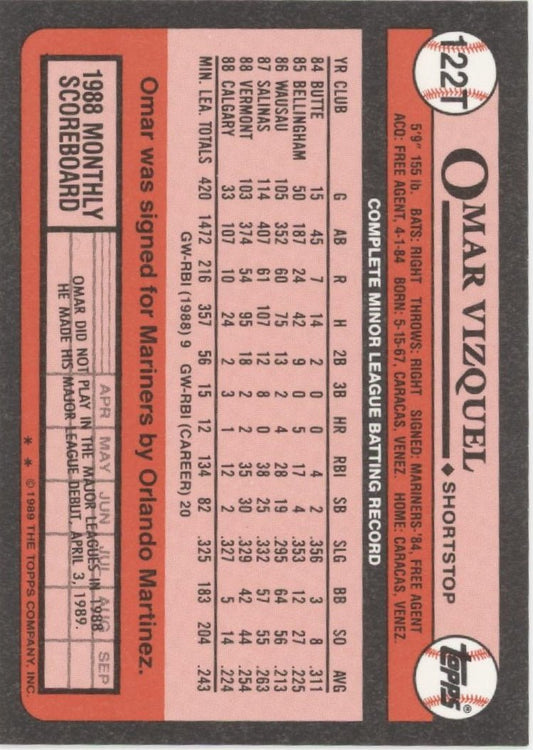 122T
OMAR VIZQUEL ♦ SHORTSTOP
topps®
5'9" 155 lb. BATS: RIGHT THROWS: RIGHT SIGNED: MARINERS-'84, FREE AGENT
ACQ: FREE AGENT, 4-1-84 BORN: 5-15-67, CARACAS, VENEZ. HOME: CARACAS, VENEZ.
COMPLETE MINOR LEAGUE BATTING RECORD
YR CLUB G AB R H 2B 3B HR RBI SB SLG BB SO AVG
84 BUTTE 15 45 7 14 2 0 0 4 2 .356 3 8 .311
85 BELLINGHAM 50 187 24 42 9 0 5 17 4 .353 12 27 .225
86 WAUSAU 105 352 60 75 13 2 4 28 19 .295 64 56 .213
87 SALINAS 114 407 61 107 12 8 0 38 25 .332 57 55 .263
88 VERMONT 103 374 54 95 18 2 2 35 30 .329 42 44 .254
88 CALGARY 33 107 10 24 2 3 1 12 2 .327 5 14 .224
MIN. LEA. TOTALS 420 1472 216 357 56 15 12 134 82 .325 183 204 .243
GW-RBI (1988) 9 GW-RBI (CAREER) 20
Omar was signed for Mariners by Orlando Martinez.
1988 MONTHLY
SCOREBOARD
APR MAY JUN JUL AUG SEP
OMAR DID NOT PLAY IN THE MAJOR LEAGUES IN 1988.
HE MADE HIS MAJOR LEAGUE DEBUT, APRIL 3, 1989.
* * © 1989 THE TOPPS COMPANY, INC.